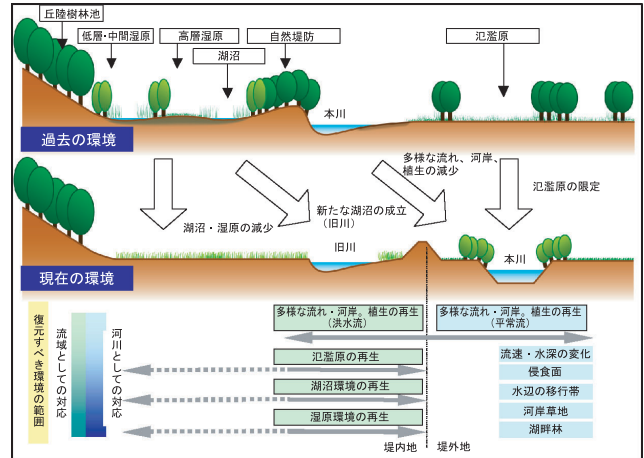 丘陵樹林池
低層・中間湿原
高層湿原
湖沼
自然堤防
氾濫原
本川
過去の環境
湖沼・湿原の減少
新たな湖沼の成立
(旧川)
多様な流れ、河岸、
植生の減少
氾濫原の限定
旧川
本川
現在の環境
復元すべき環境の範囲
流域としての対応
河川としての対応
多様な流れ・河岸。植生の再生
(洪水流)
多様な流れ・河岸。植生の再生
(平常流)
氾濫原の再生
湖沼環境の再生
湿原環境の再生
流速・水深の変化
侵食面
水辺の移行帯
河岸草地
湖畔林
堤内地
堤外地